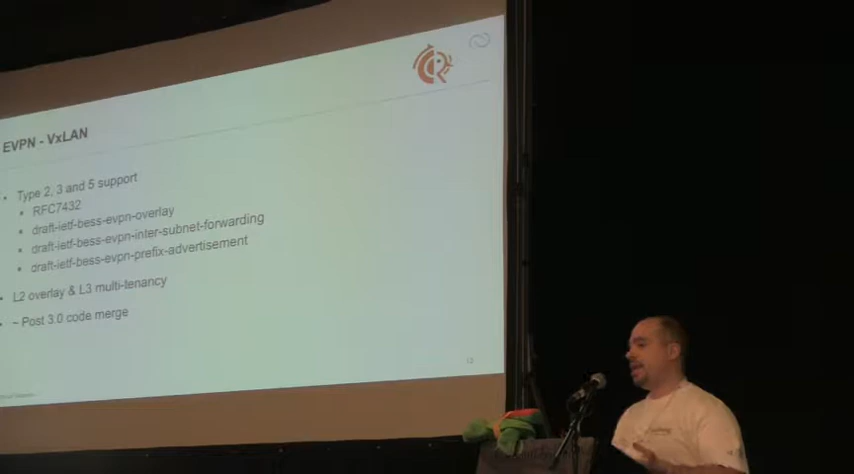 EVPN - VxLAN
• Type 2, 3 and 5 support
• RFC7432
• draft-ietf-bess-evpn-overlay
• draft-ietf-bess-evpn-inter-subnet-forwarding
• draft-ietf-bess-evpn-prefix-advertisement
• L2 overlay & L3 multi-tenancy
• ~ Post 3.0 code merge